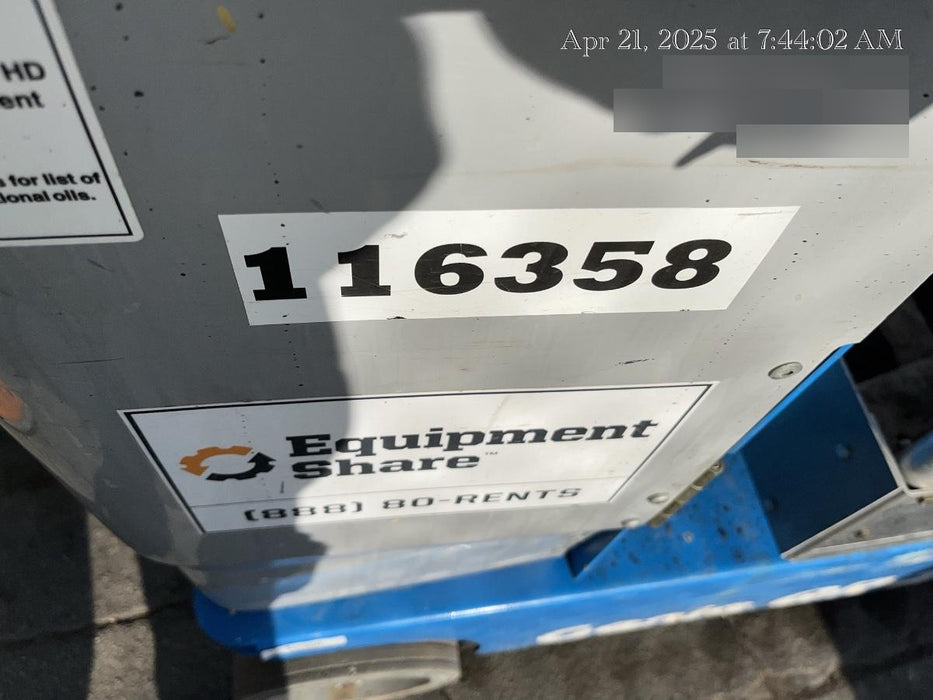 Apr 21, 2025 at 7:44:02 AM
HD
ent
for list of
ional oils.
116358
Equipment
Share™
(888) 80-RENTS